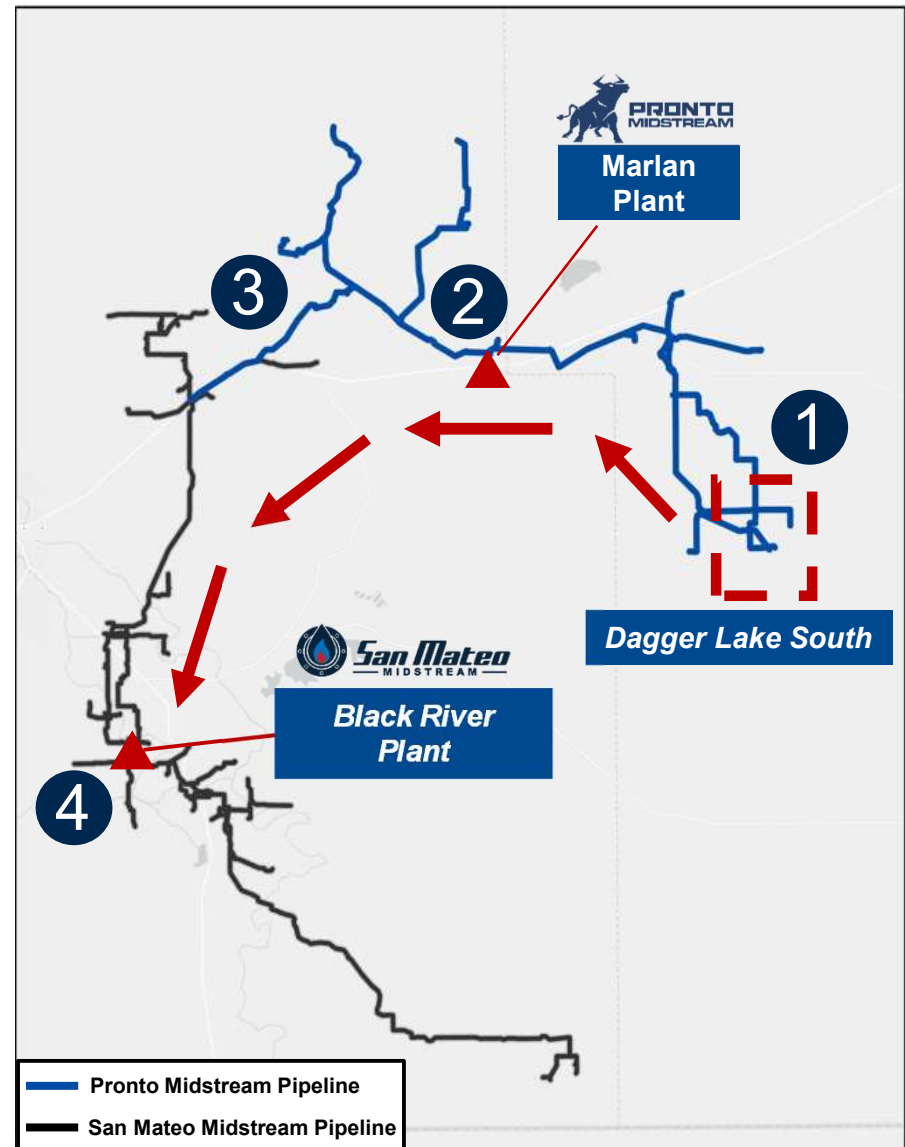 PRONTO
MIDSTREAM
Marlan
Plant
3
2
1
Dagger Lake South
San Mateo
MIDSTREAM
Black River
Plant
4
Pronto Midstream Pipeline
San Mateo Midstream Pipeline